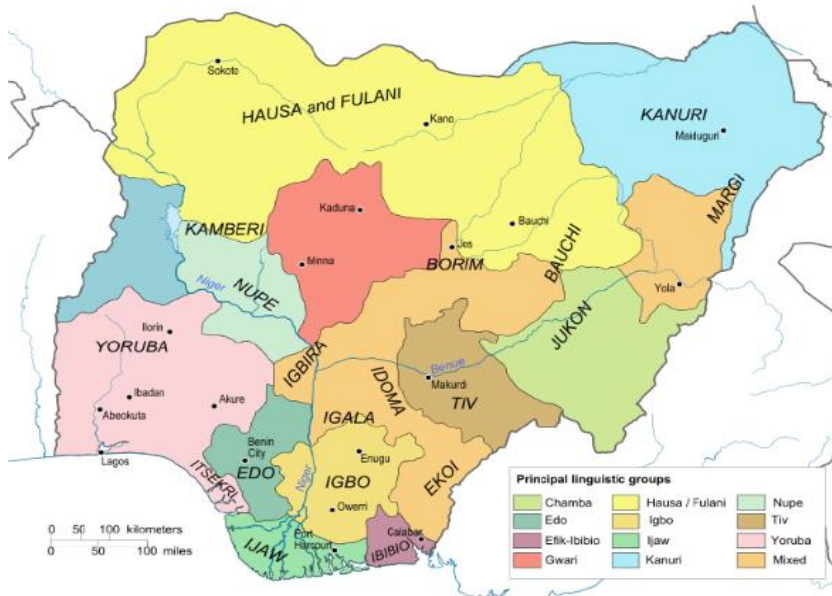 Sokoto
HAUSA and FULANI
Kano
KANURI
Maiduguri
MARGI
Kaduna
KAMBERI
Bauchi
Jos
BORIM
BAUCHI
Minna
Niger
NUPE
Yola
Ilorin
YORUBA
JUKON
IGBIRA
Benue
IDOMA
Makurdi
TIV
Ibadan
Abeokuta
Akure
IGALA
Benin
City
EDO
Enugu
Lagos
ITSEKRI
Niger
IGBO
EKOI
Owerri
Port
Harcourt
IJAW
Calabar
IBIBIO
50 0 50 100 kilometers
0 50 100 miles
Principal linguistic groups
Chamba
Hausa / Fulani
Nupe
Edo
Igbo
Tiv
Efik-Ibibio
Ijaw
Yoruba
Gwari
Kanuri
Mixed